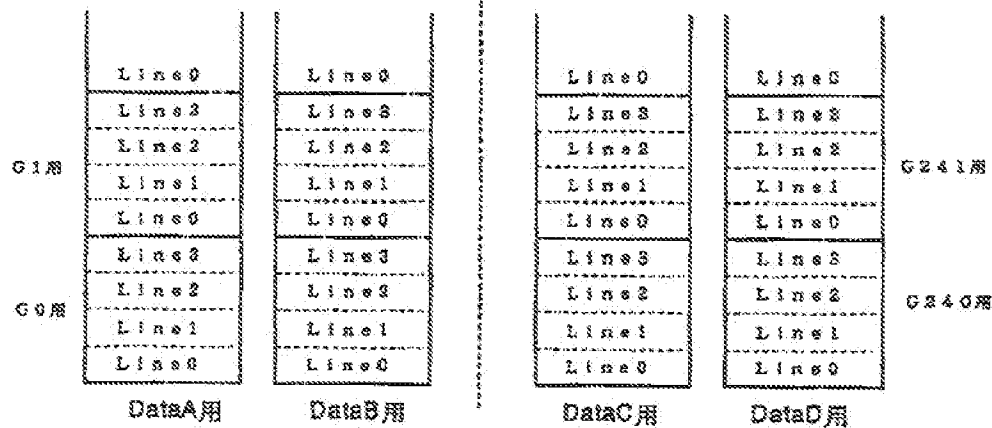 Line0 Line0 Line0 Line0
Line3 Line3 Line3 Line3
Line2 Line2 Line2 Line2
G1用 G241用
Line1 Line1 Line1 Line1
Line0 Line0 Line0 Line0
Line3 Line3 Line3 Line3
Line2 Line2 Line2 Line2
G0用 G240用
Line1 Line1 Line1 Line1
Line0 Line0 Line0 Line0
DataA用 DataB用 DataC用 DataD用